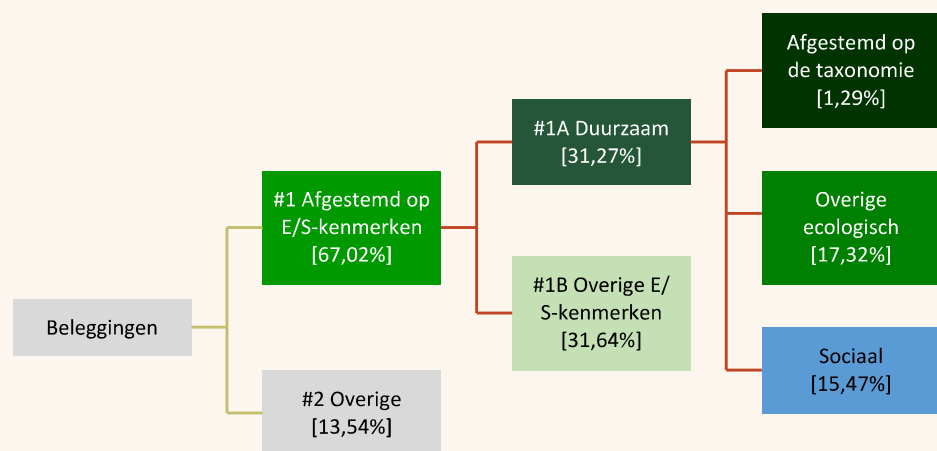 Beleggingen
#1 Afgestemd op
E/S-kenmerken
[67,02%]
#2 Overige
[13,54%]
#1A Duurzaam
[31,27%]
#1B Overige E/
S-kenmerken
[31,64%]
Afgestemd op
de taxonomie
[1,29%]
Overige
ecologisch
[17,32%]
Sociaal
[15,47%]